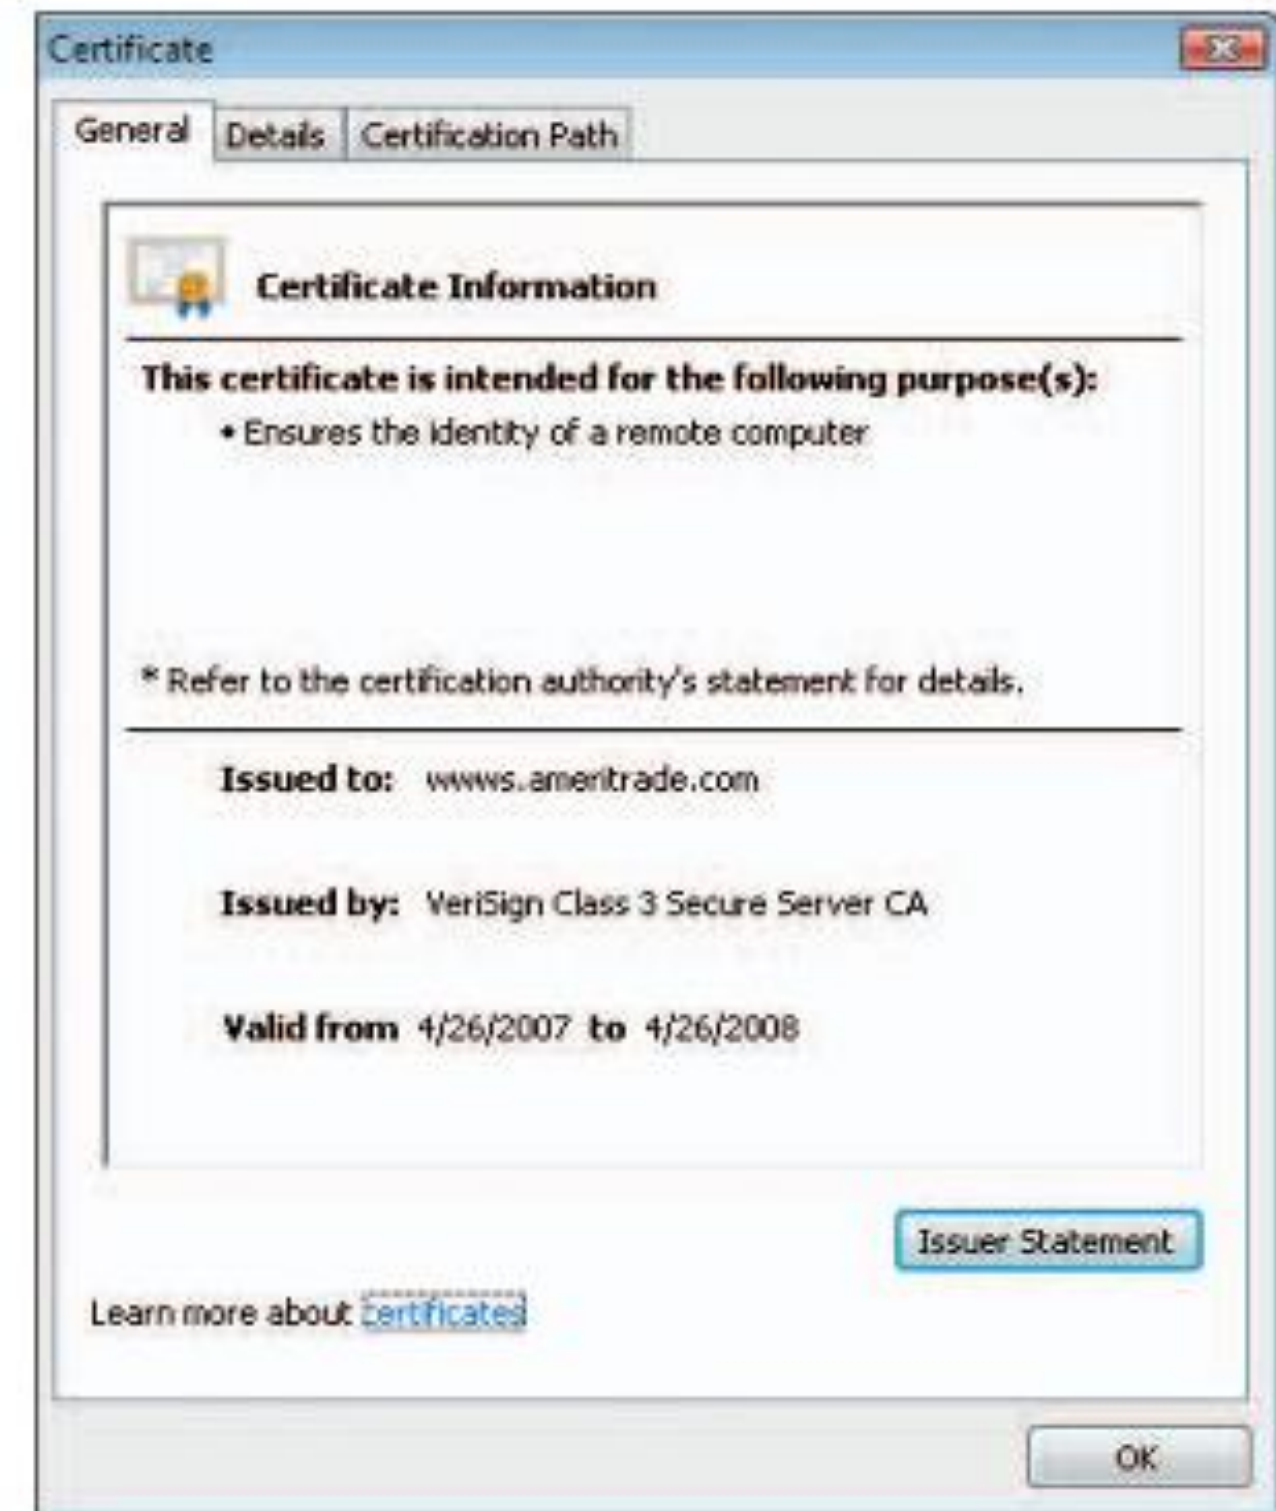 Certificate
General Details Certification Path
Certificate Information
This certificate is intended for the following purpose(s):
• Ensures the identity of a remote computer
* Refer to the certification authority's statement for details.
Issued to: wwws.ameritrade.com
Issued by: VeriSign Class 3 Secure Server CA
Valid from 4/26/2007 to 4/26/2008
Issuer Statement
Learn more about certificates
OK